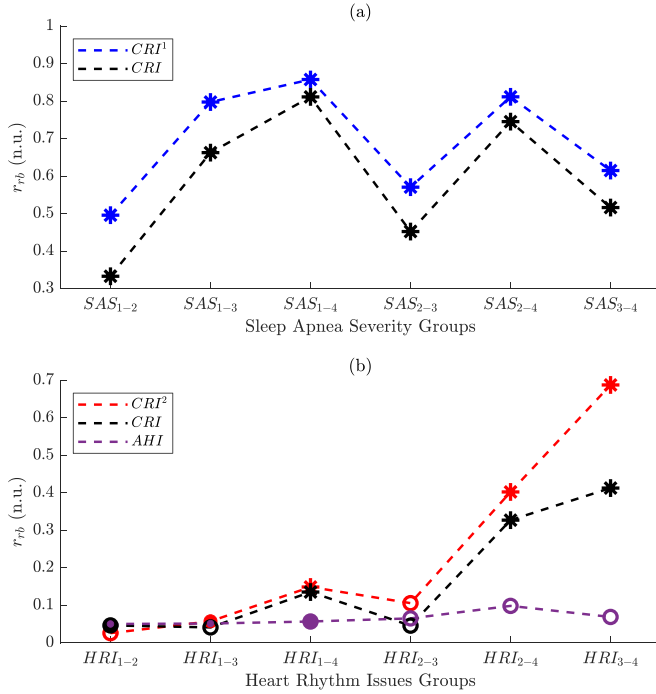 (a)
1
0.9
0.8
0.7
0.6
0.5
0.4
0.3
r_rb (n.u.)
CRI^1
CRI
SAS_1−2 SAS_1−3 SAS_1−4 SAS_2−3 SAS_2−4 SAS_3−4
Sleep Apnea Severity Groups
(b)
0.7
0.6
0.5
0.4
0.3
0.2
0.1
0
r_rb (n.u.)
CRI^2
CRI
AHI
HRI_1−2 HRI_1−3 HRI_1−4 HRI_2−3 HRI_2−4 HRI_3−4
Heart Rhythm Issues Groups